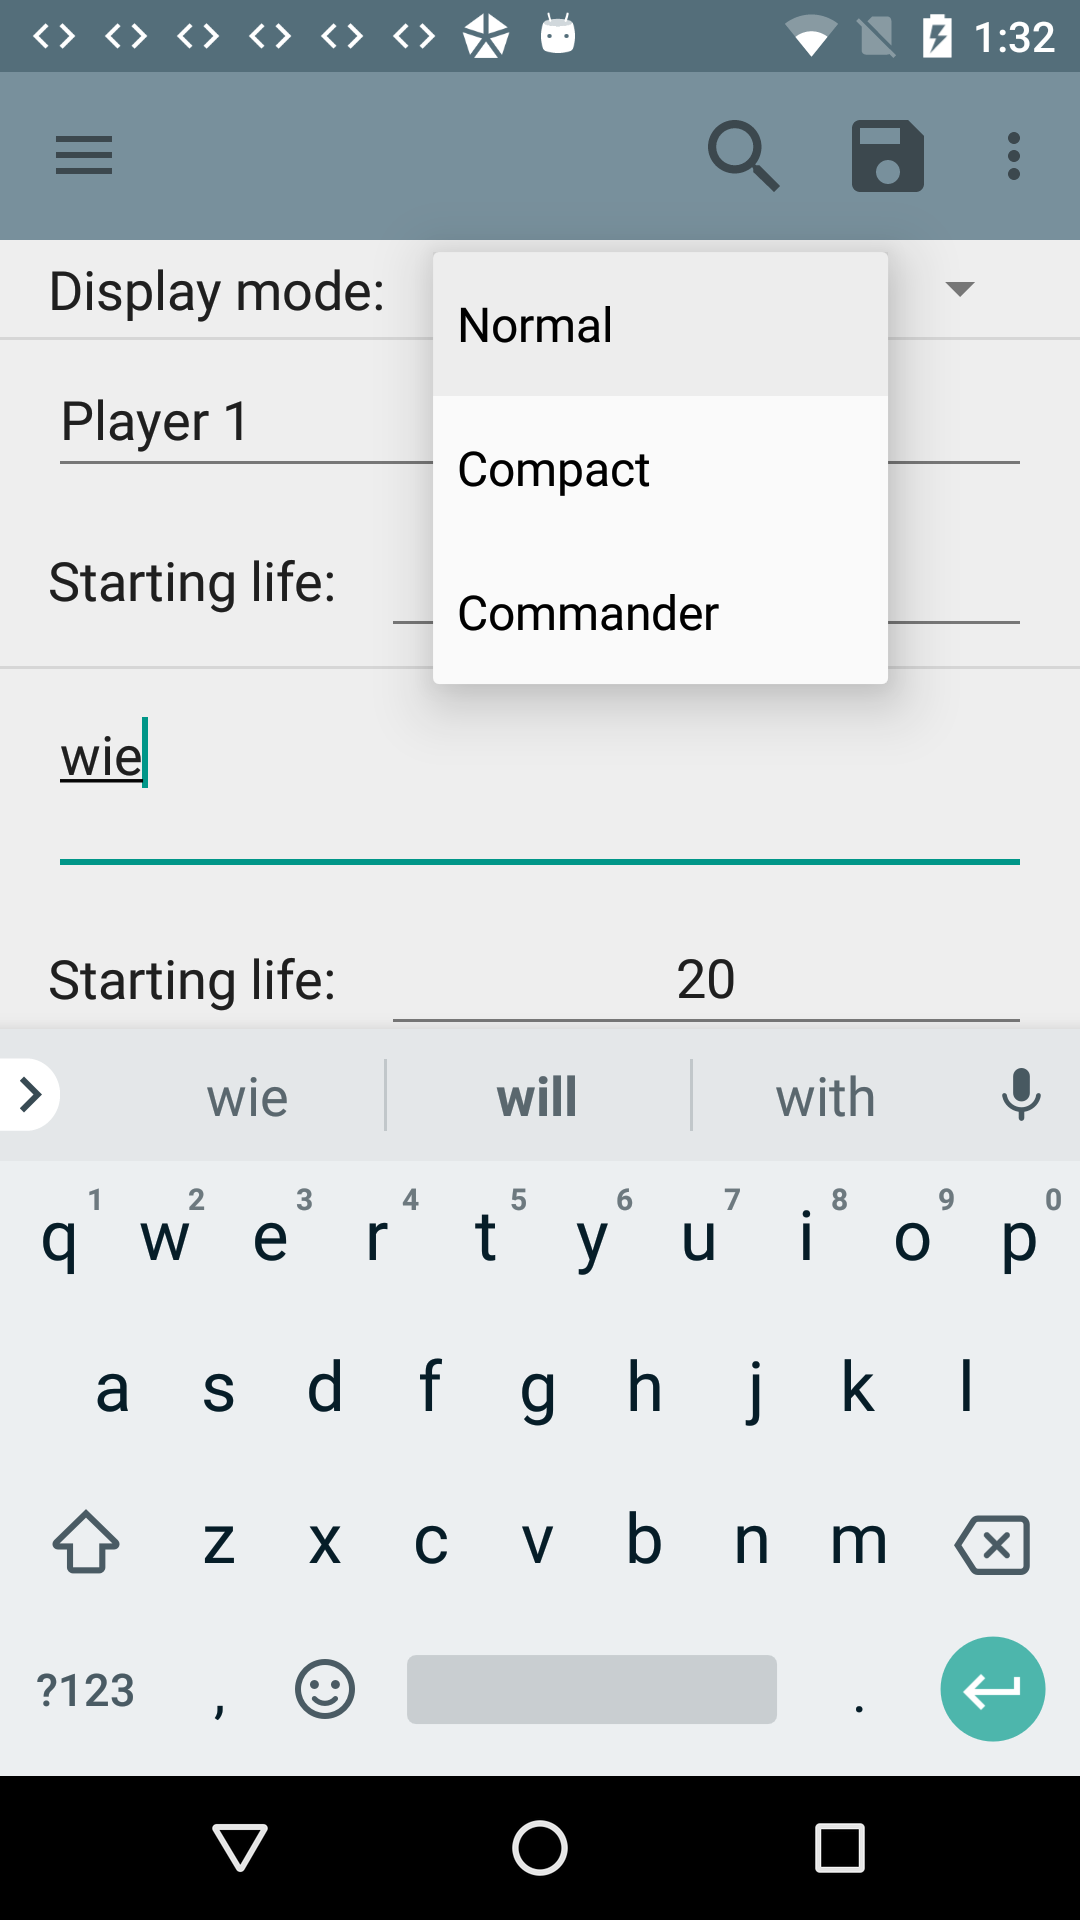 1:32
Display mode:
Normal
Player 1
Compact
Starting life:
Commander
wie
Starting life: 20
wie will with
1 2 3 4 5 6 7 8 9 0
q w e r t y u i o p
a s d f g h j k l
z x c v b n m
?123 , .